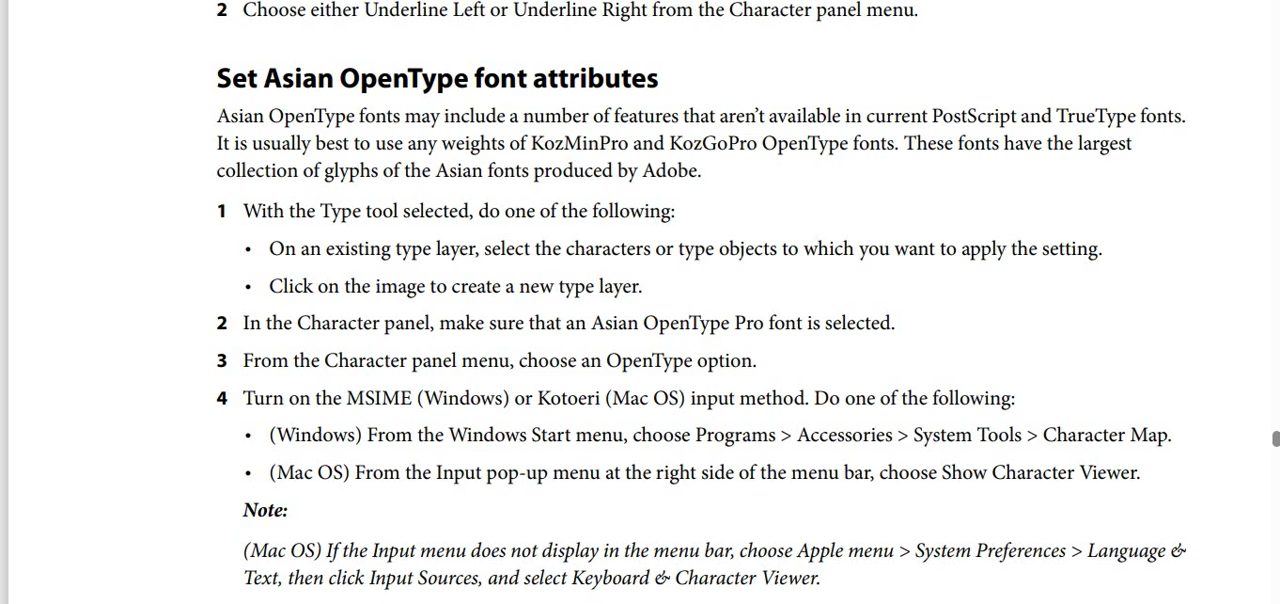 2 Choose either Underline Left or Underline Right from the Character panel menu.
Set Asian OpenType font attributes
Asian OpenType fonts may include a number of features that aren’t available in current PostScript and TrueType fonts.
It is usually best to use any weights of KozMinPro and KozGoPro OpenType fonts. These fonts have the largest
collection of glyphs of the Asian fonts produced by Adobe.
1 With the Type tool selected, do one of the following:
• On an existing type layer, select the characters or type objects to which you want to apply the setting.
• Click on the image to create a new type layer.
2 In the Character panel, make sure that an Asian OpenType Pro font is selected.
3 From the Character panel menu, choose an OpenType option.
4 Turn on the MSIME (Windows) or Kotoeri (Mac OS) input method. Do one of the following:
• (Windows) From the Windows Start menu, choose Programs > Accessories > System Tools > Character Map.
• (Mac OS) From the Input pop-up menu at the right side of the menu bar, choose Show Character Viewer.
Note:
(Mac OS) If the Input menu does not display in the menu bar, choose Apple menu > System Preferences > Language &
Text, then click Input Sources, and select Keyboard & Character Viewer.